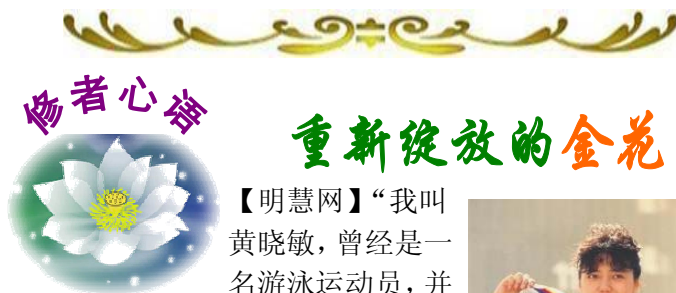 修者心语
重新绽放的金花
【明慧网】“我叫
黄晓敏，曾经是一
名游泳运动员，并